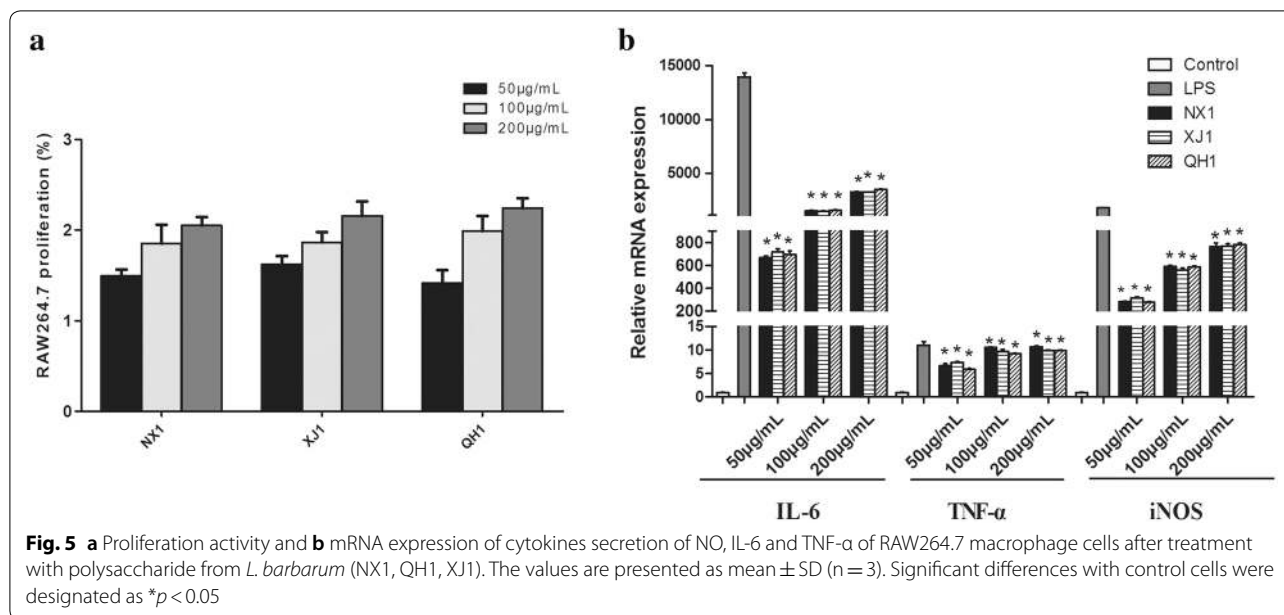 a
50µg/mL
100µg/mL
200µg/mL
RAW264.7 proliferation (%)
3
2
1
0
NX1
XJ1
QH1
b
Control
LPS
NX1
XJ1
QH1
Relative mRNA expression
15000
10000
5000
800
600
400
200
15
10
5
0
* * *
* * *
* * *
* * *
* * *
* * *
* * *
* * *
* * *
50µg/mL
100µg/mL
200µg/mL
50µg/mL
100µg/mL
200µg/mL
50µg/mL
100µg/mL
200µg/mL
IL-6
TNF-α
iNOS
Fig. 5 a Proliferation activity and b mRNA expression of cytokines secretion of NO, IL-6 and TNF-α of RAW264.7 macrophage cells after treatment
with polysaccharide from L. barbarum (NX1, QH1, XJ1). The values are presented as mean ± SD (n = 3). Significant differences with control cells were
designated as *p < 0.05